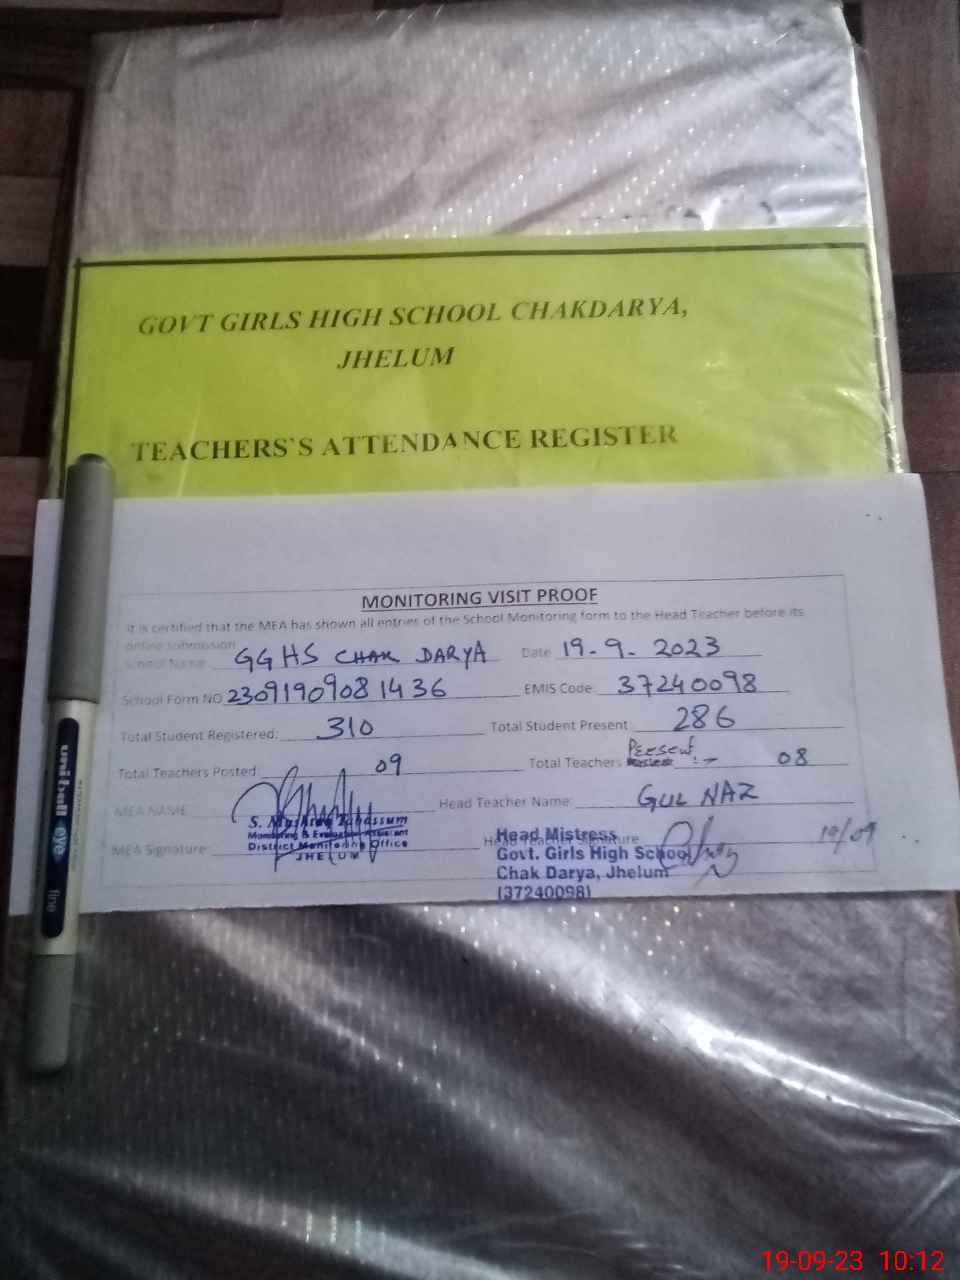 GOVT GIRLS HIGH SCHOOL CHAKDARYA,
JHELUM
TEACHERS`S ATTENDANCE REGISTER
MONITORING VISIT PROOF
It is certified that the MEA has shown all entries of the School Monitoring form to the Head Teacher before its
online submission
School Name GGHS CHAK DARYA Date 19-9-2023
School Form NO 2309190908 1436 EMIS Code: 37240098
Total Student Registered: 310 Total Student Present: 286
Total Teachers Posted: 09 Total Teachers Present :- 08
MEA NAME Head Teacher Name: GUL NAZ
S. Tabassum
Monitoring & Evaluation Assistant
District Monitoring Office
JHELUM
MEA Signature: Head Teacher Signature 19/09
Head Mistress
Govt. Girls High School
Chak Darya, Jhelum
(37240098)
uniball eye fine
19-09-23 10:12